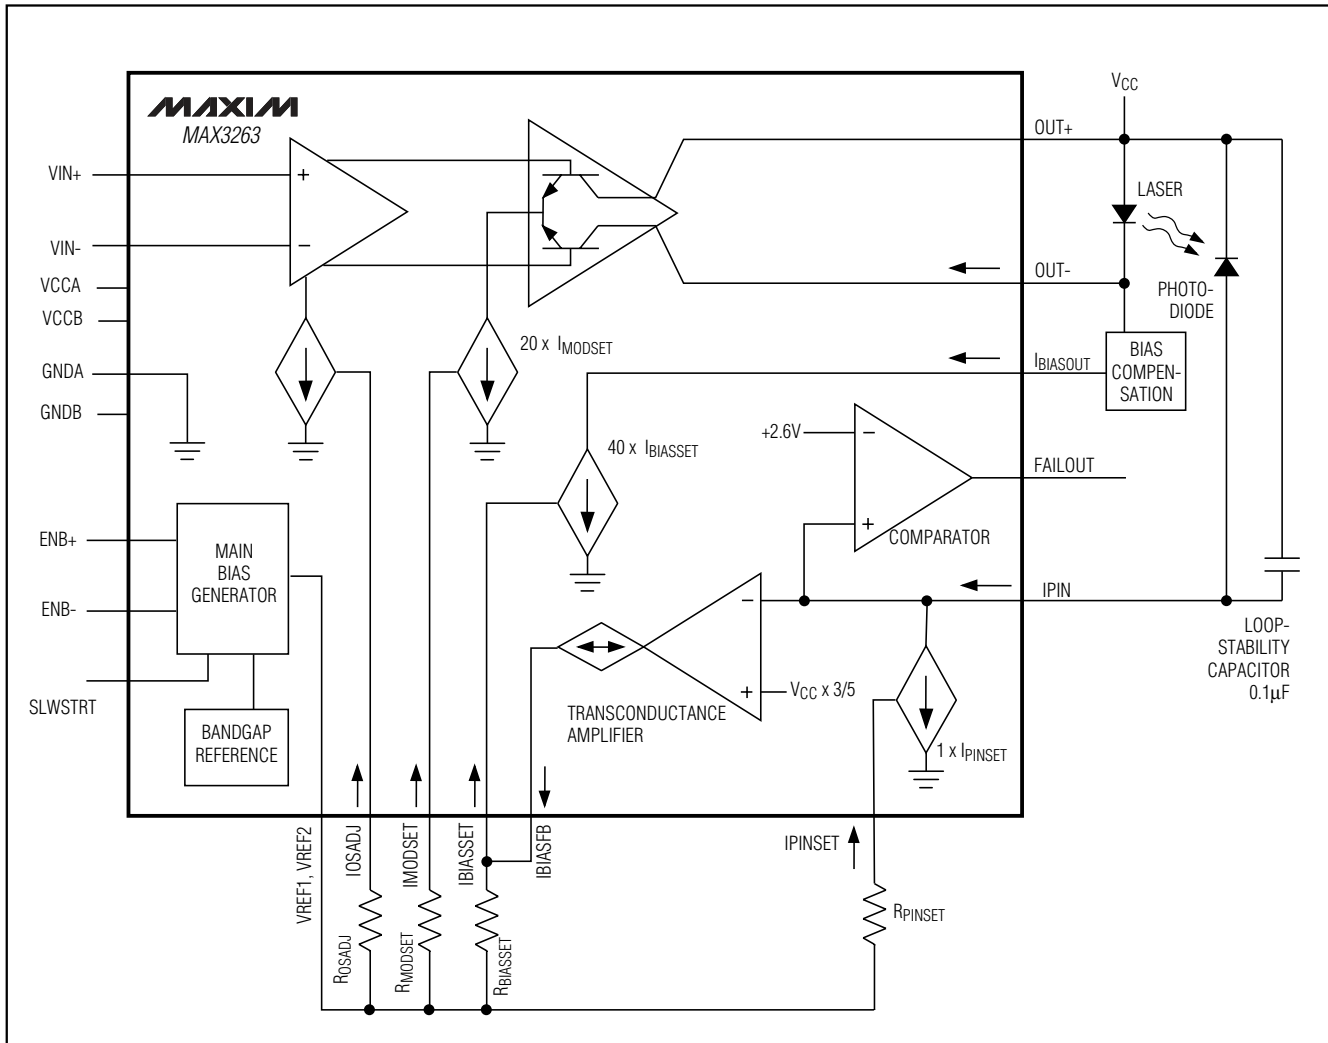 MAXIM
MAX3263
VIN+
VIN-
VCCA
VCCB
GNDA
GNDB
ENB+
ENB-
SLWSTRT
+
−
20 x IMODSET
40 x IBIASSET
MAIN
BIAS
GENERATOR
BANDGAP
REFERENCE
+2.6V
−
+
COMPARATOR
−
+
VCC x 3/5
TRANSCONDUCTANCE
AMPLIFIER
1 x IPINSET
VCC
OUT+
LASER
OUT-
PHOTO-
DIODE
IBIASOUT
BIAS
COMPEN-
SATION
FAILOUT
IPIN
LOOP-
STABILITY
CAPACITOR
0.1µF
VREF1, VREF2
IOSADJ
IMODSET
IBIASSET
IBIASFB
IPINSET
ROSADJ
RMODSET
RBIASSET
RPINSET